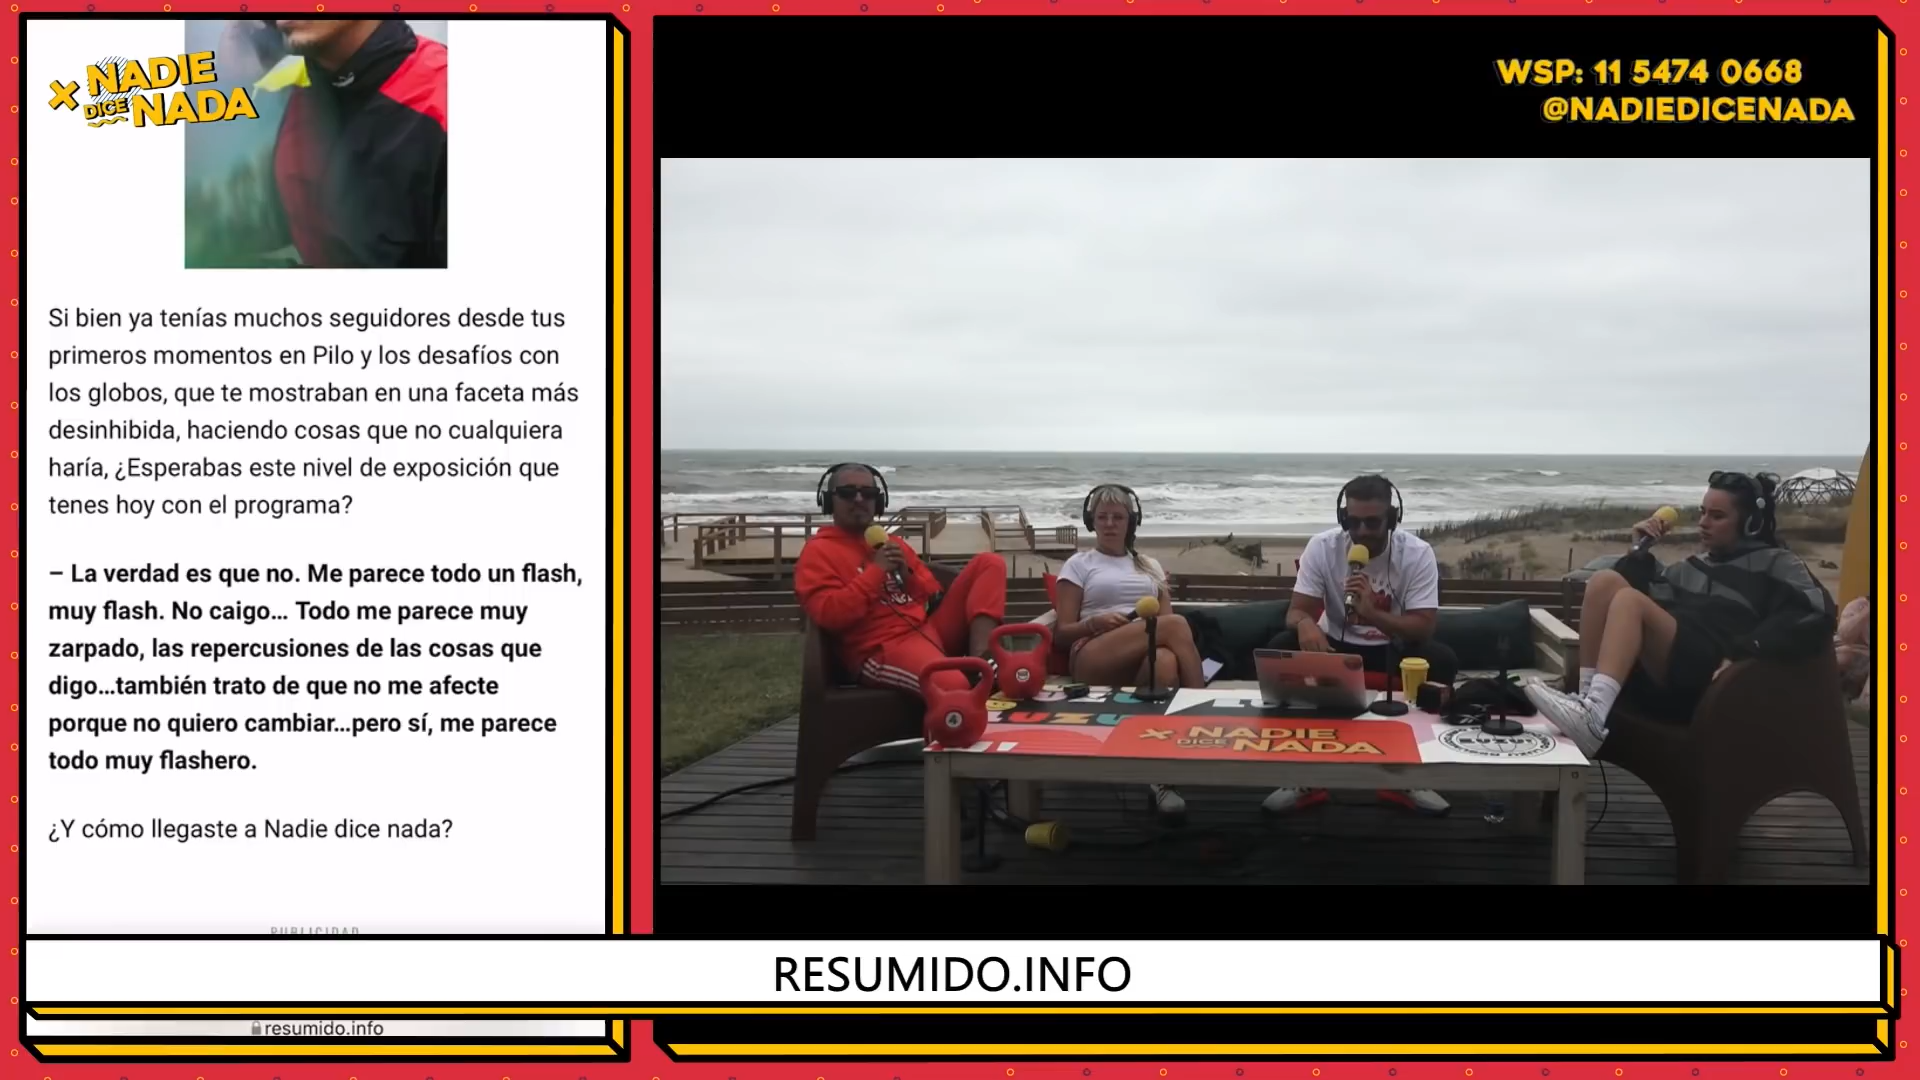 NADIE
DICE NADA
WSP: 11 5474 0668
@NADIEDICENADA
Si bien ya tenías muchos seguidores desde tus
primeros momentos en Pilo y los desafíos con
los globos, que te mostraban en una faceta más
desinhibida, haciendo cosas que no cualquiera
haría, ¿Esperabas este nivel de exposición que
tenes hoy con el programa?
– La verdad es que no. Me parece todo un flash,
muy flash. No caigo... Todo me parece muy
zarpado, las repercusiones de las cosas que
digo...también trato de que no me afecte
porque no quiero cambiar...pero sí, me parece
todo muy flashero.
¿Y cómo llegaste a Nadie dice nada?
PUBLICIDAD
4
LUZU
NADIE
DICE NADA
LUZU
RESUMIDO.INFO
resumido.info